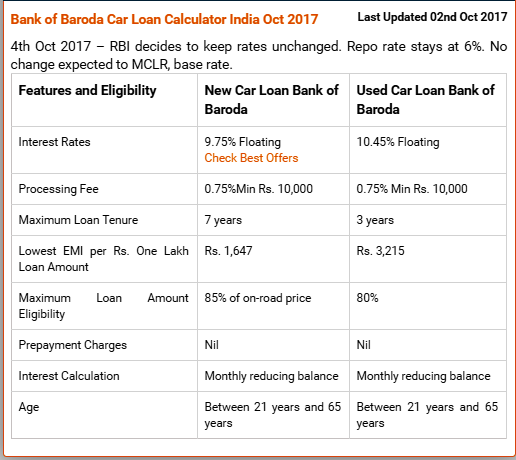 Bank of Baroda Car Loan Calculator India Oct 2017
Last Updated 02nd Oct 2017
4th Oct 2017 – RBI decides to keep rates unchanged. Repo rate stays at 6%. No
change expected to MCLR, base rate.
Features and Eligibility
New Car Loan Bank of
Baroda
Used Car Loan Bank of
Baroda
Interest Rates
9.75% Floating
Check Best Offers
10.45% Floating
Processing Fee
0.75%Min Rs. 10,000
0.75% Min Rs. 10,000
Maximum Loan Tenure
7 years
3 years
Lowest EMI per Rs. One Lakh
Loan Amount
Rs. 1,647
Rs. 3,215
Maximum Loan Amount
Eligibility
85% of on-road price
80%
Prepayment Charges
Nil
Nil
Interest Calculation
Monthly reducing balance
Monthly reducing balance
Age
Between 21 years and 65
years
Between 21 years and 65
years